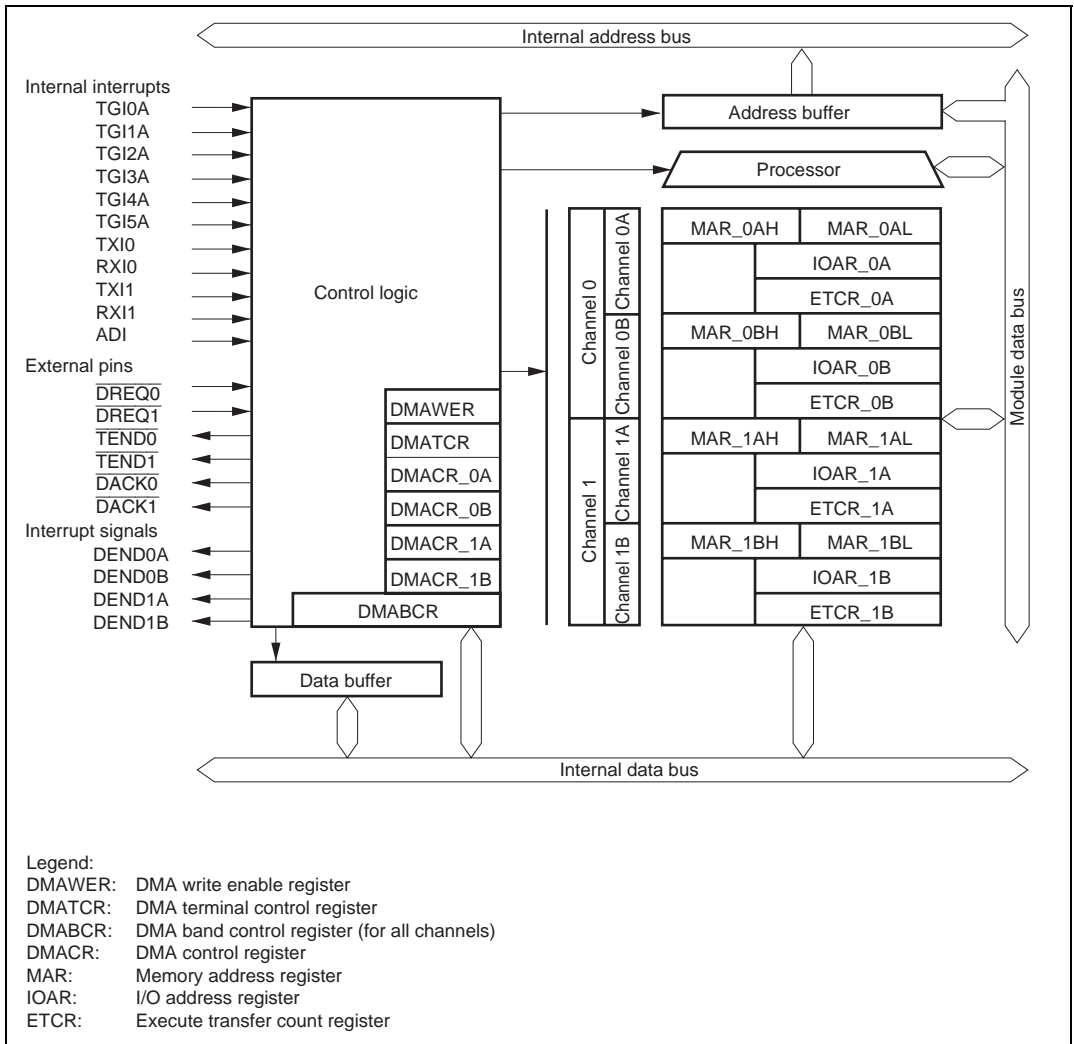 Internal address bus
Internal interrupts
TGI0A
TGI1A
TGI2A
TGI3A
TGI4A
TGI5A
TXI0
RXI0
TXI1
RXI1
ADI
External pins
DREQ0
DREQ1
TEND0
TEND1
DACK0
DACK1
Interrupt signals
DEND0A
DEND0B
DEND1A
DEND1B
Control logic
DMAWER
DMATCR
DMACR_0A
DMACR_0B
DMACR_1A
DMACR_1B
DMABCR
Data buffer
Address buffer
Processor
Channel 0
Channel 0A
Channel 0B
Channel 1
Channel 1A
Channel 1B
MAR_0AH MAR_0AL
IOAR_0A
ETCR_0A
MAR_0BH MAR_0BL
IOAR_0B
ETCR_0B
MAR_1AH MAR_1AL
IOAR_1A
ETCR_1A
MAR_1BH MAR_1BL
IOAR_1B
ETCR_1B
Module data bus
Internal data bus
Legend:
DMAWER: DMA write enable register
DMATCR: DMA terminal control register
DMABCR: DMA band control register (for all channels)
DMACR: DMA control register
MAR: Memory address register
IOAR: I/O address register
ETCR: Execute transfer count register